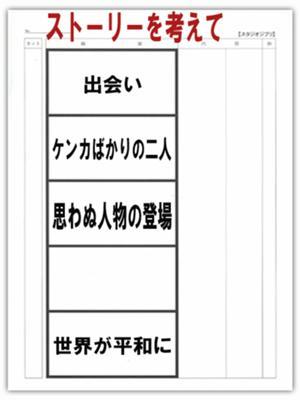 ストーリーを考えて
【スタジオジブリ】
カット
出会い
ケンカばかりの二人
思わぬ人物の登場
世界が平和に